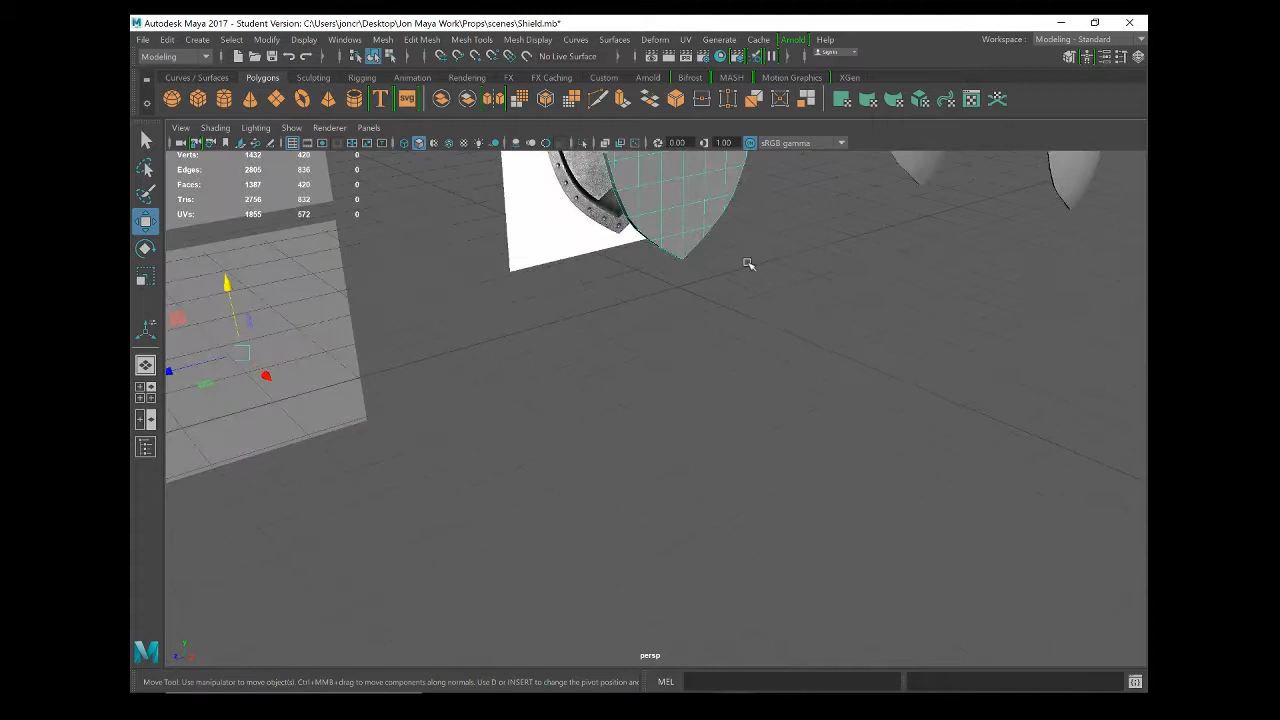 Autodesk Maya 2017 - Student Version: C:\Users\joncr\Desktop\Jon Maya Work\Props\scenes\Shield.mb*
File Edit Create Select Modify Display Windows Mesh Edit Mesh Mesh Tools Mesh Display Curves Surfaces Deform UV Generate Cache Arnold Help Workspace : Modeling - Standard
Modeling No Live Surface Sign In
Curves / Surfaces Polygons Sculpting Rigging Animation Rendering FX FX Caching Custom Arnold Bifrost MASH Motion Graphics XGen
T svg
View Shading Lighting Show Renderer Panels
0.00 1.00 sRGB gamma
Verts: 1432 420 0
Edges: 2805 836 0
Faces: 1387 420 0
Tris: 2756 832 0
UVs: 1855 572 0
y
z x
persp
M Move Tool: Use manipulator to move object(s). Ctrl+MMB+drag to move components along normals. Use D or INSERT to change the pivot position and MEL